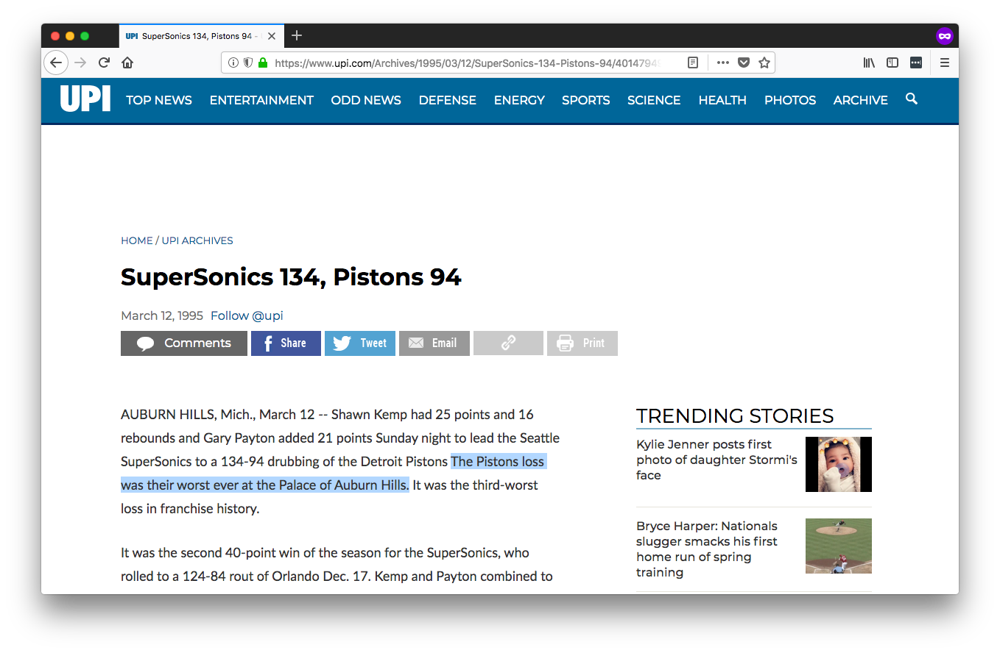 UPI SuperSonics 134, Pistons 94 -
https://www.upi.com/Archives/1995/03/12/SuperSonics-134-Pistons-94/4014794
UPI TOP NEWS ENTERTAINMENT ODD NEWS DEFENSE ENERGY SPORTS SCIENCE HEALTH PHOTOS ARCHIVE
HOME / UPI ARCHIVES
SuperSonics 134, Pistons 94
March 12, 1995 Follow @upi
Comments Share Tweet Email Print
AUBURN HILLS, Mich., March 12 -- Shawn Kemp had 25 points and 16
rebounds and Gary Payton added 21 points Sunday night to lead the Seattle
SuperSonics to a 134-94 drubbing of the Detroit Pistons The Pistons loss
was their worst ever at the Palace of Auburn Hills. It was the third-worst
loss in franchise history.
It was the second 40-point win of the season for the SuperSonics, who
rolled to a 124-84 rout of Orlando Dec. 17. Kemp and Payton combined to
TRENDING STORIES
Kylie Jenner posts first
photo of daughter Stormi's
face
Bryce Harper: Nationals
slugger smacks his first
home run of spring
training